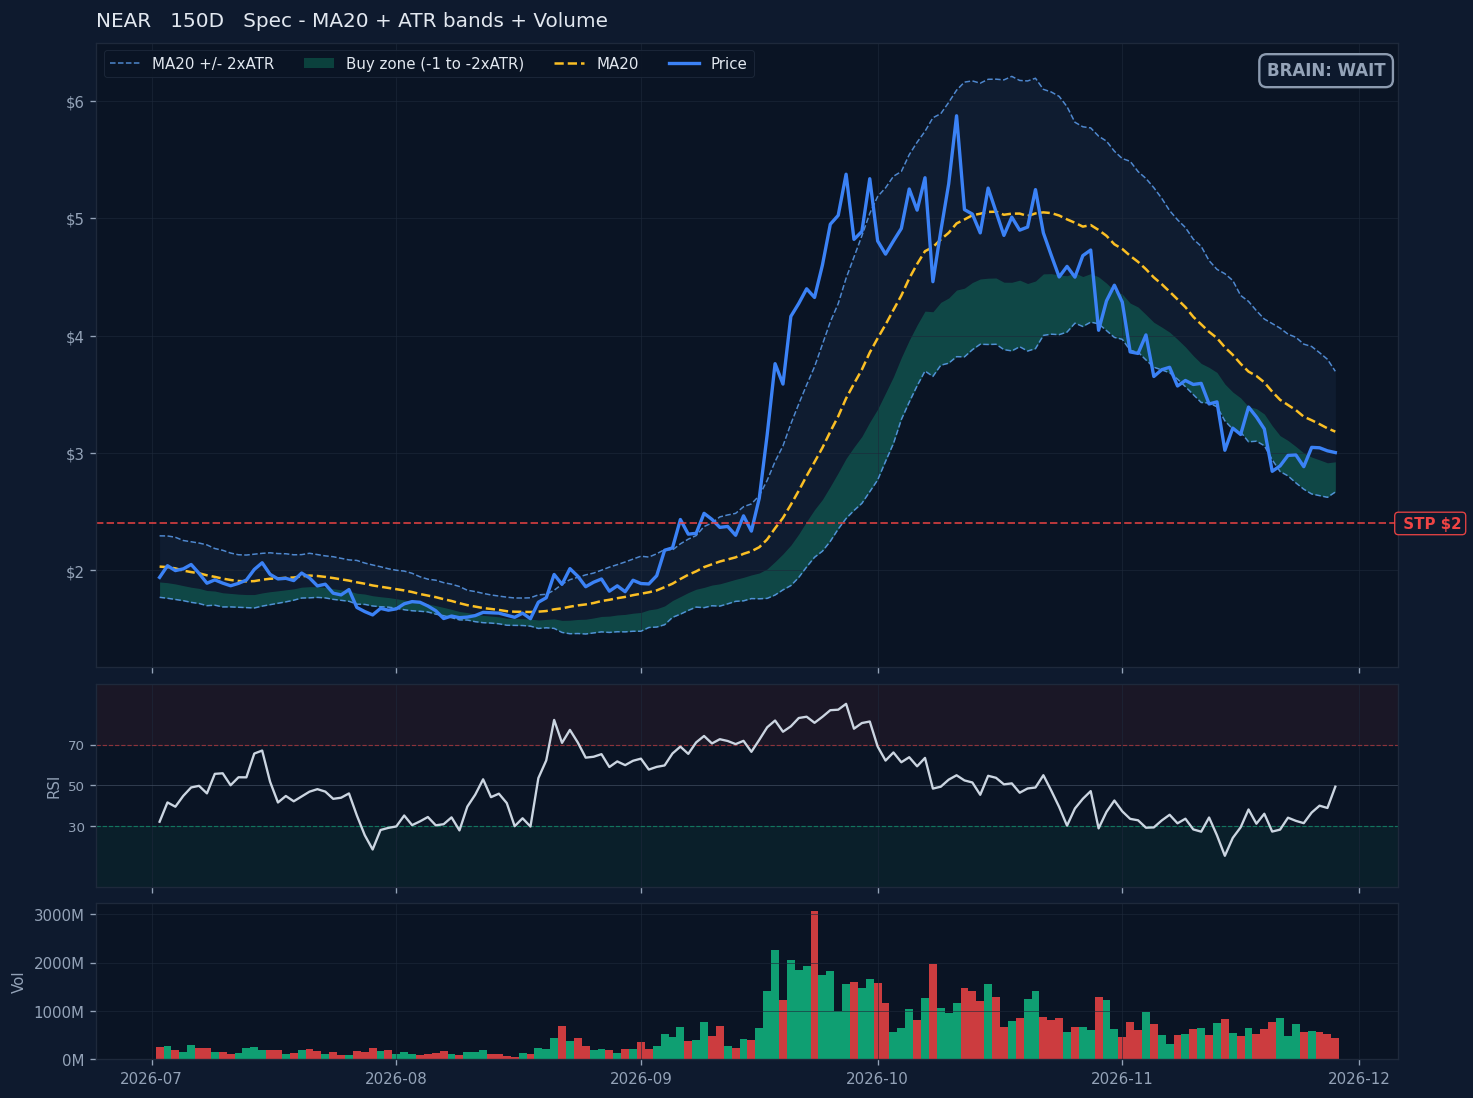 NEAR 150D Spec - MA20 + ATR bands + Volume
MA20 +/- 2xATR
Buy zone (-1 to -2xATR)
MA20
Price
BRAIN: WAIT
$6
$5
$4
$3
$2
STP $2
RSI
70
50
30
Vol
3000M
2000M
1000M
0M
2026-07
2026-08
2026-09
2026-10
2026-11
2026-12